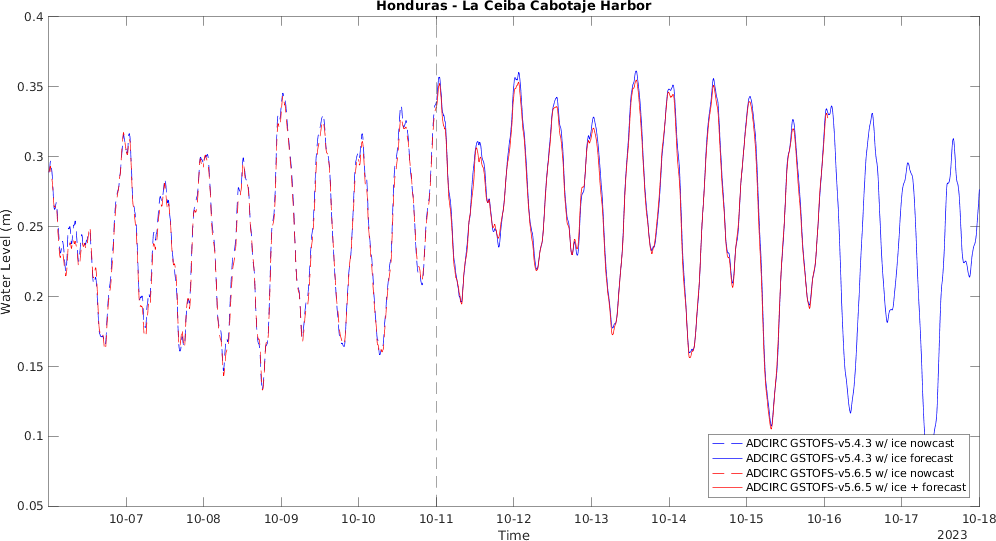 Honduras - La Ceiba Cabotaje Harbor
0.4
0.35
0.3
0.25
0.2
0.15
0.1
0.05
Water Level (m)
ADCIRC GSTOFS-v5.4.3 w/ ice nowcast
ADCIRC GSTOFS-v5.4.3 w/ ice forecast
ADCIRC GSTOFS-v5.6.5 w/ ice nowcast
ADCIRC GSTOFS-v5.6.5 w/ ice + forecast
10-07 10-08 10-09 10-10 10-11 10-12 10-13 10-14 10-15 10-16 10-17 10-18
Time
2023